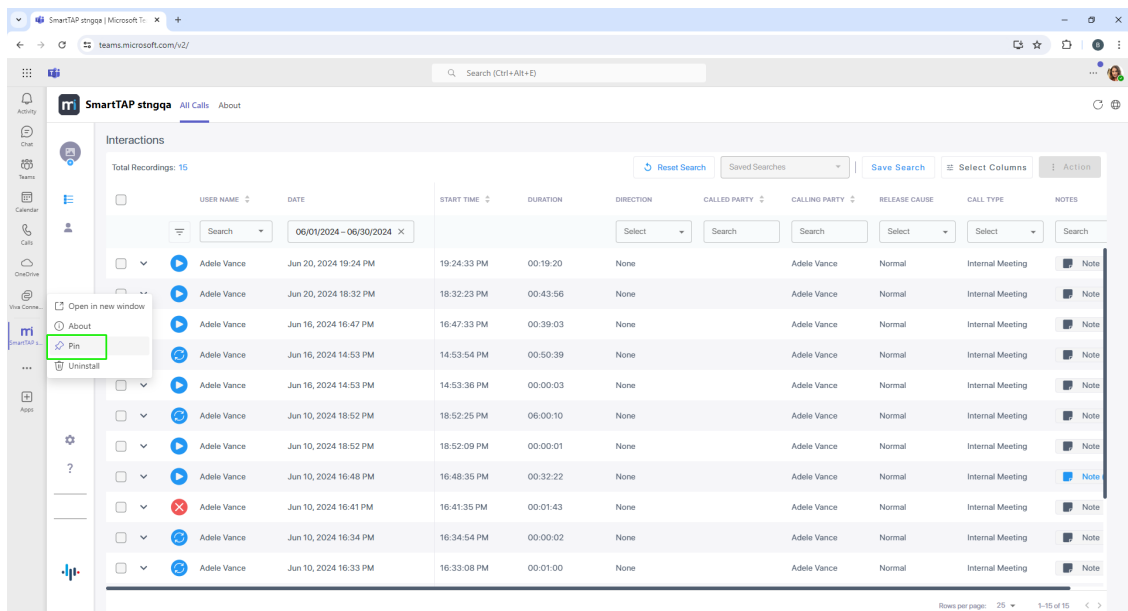 SmartTAP stngqa | Microsoft Te
teams.microsoft.com/v2/
B
Search (Ctrl+Alt+E)
Activity
Chat
Teams
Calendar
Calls
OneDrive
Viva Conne...
mi
SmartTAP s...
Apps
mi SmartTAP stngqa All Calls About
Interactions
Total Recordings: 15 Reset Search Saved Searches Save Search Select Columns Action
USER NAME DATE START TIME DURATION DIRECTION CALLED PARTY CALLING PARTY RELEASE CAUSE CALL TYPE NOTES
Search 06/01/2024 – 06/30/2024 Select Search Search Select Select Search
Adele Vance Jun 20, 2024 19:24 PM 19:24:33 PM 00:19:20 None Adele Vance Normal Internal Meeting Note
Adele Vance Jun 20, 2024 18:32 PM 18:32:23 PM 00:43:56 None Adele Vance Normal Internal Meeting Note
Adele Vance Jun 16, 2024 16:47 PM 16:47:33 PM 00:39:03 None Adele Vance Normal Internal Meeting Note
Adele Vance Jun 16, 2024 14:53 PM 14:53:54 PM 00:50:39 None Adele Vance Normal Internal Meeting Note
Adele Vance Jun 16, 2024 14:53 PM 14:53:36 PM 00:00:03 None Adele Vance Normal Internal Meeting Note
Adele Vance Jun 10, 2024 18:52 PM 18:52:25 PM 06:00:10 None Adele Vance Normal Internal Meeting Note
Adele Vance Jun 10, 2024 18:52 PM 18:52:09 PM 00:00:01 None Adele Vance Normal Internal Meeting Note
Adele Vance Jun 10, 2024 16:48 PM 16:48:35 PM 00:32:22 None Adele Vance Normal Internal Meeting Note
Adele Vance Jun 10, 2024 16:41 PM 16:41:35 PM 00:01:43 None Adele Vance Normal Internal Meeting Note
Adele Vance Jun 10, 2024 16:34 PM 16:34:54 PM 00:00:02 None Adele Vance Normal Internal Meeting Note
Adele Vance Jun 10, 2024 16:33 PM 16:33:08 PM 00:01:00 None Adele Vance Normal Internal Meeting Note
Open in new window
About
Pin
Uninstall
?
Rows per page: 25 1–15 of 15